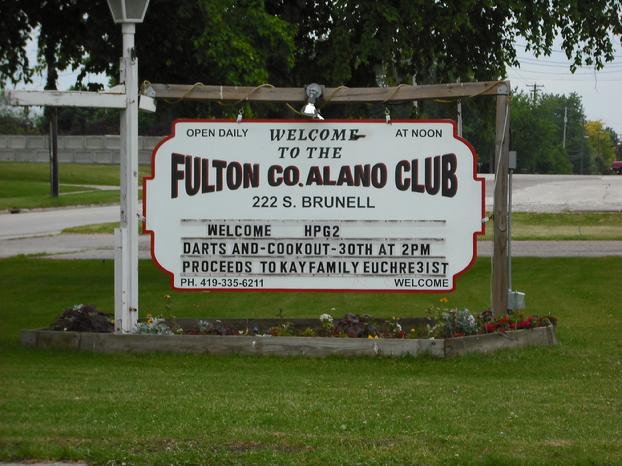 OPEN DAILY WELCOME AT NOON
TO THE
FULTON CO. ALANO CLUB
222 S. BRUNELL
WELCOME HPG2
DARTS AND-COOKOUT-30TH AT 2PM
PROCEEDS TO KAY FAMILY EUCHRE3IST
PH. 419-335-6211 WELCOME